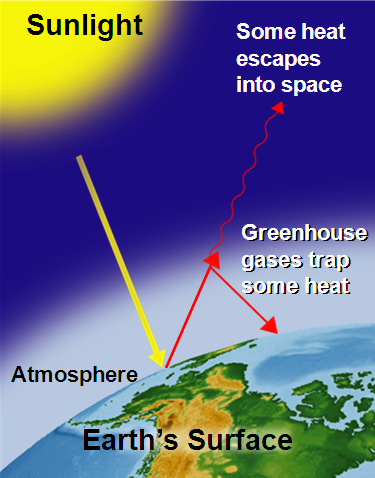 Sunlight
Some heat
escapes
into space
Greenhouse
gases trap
some heat
Atmosphere
Earth's Surface